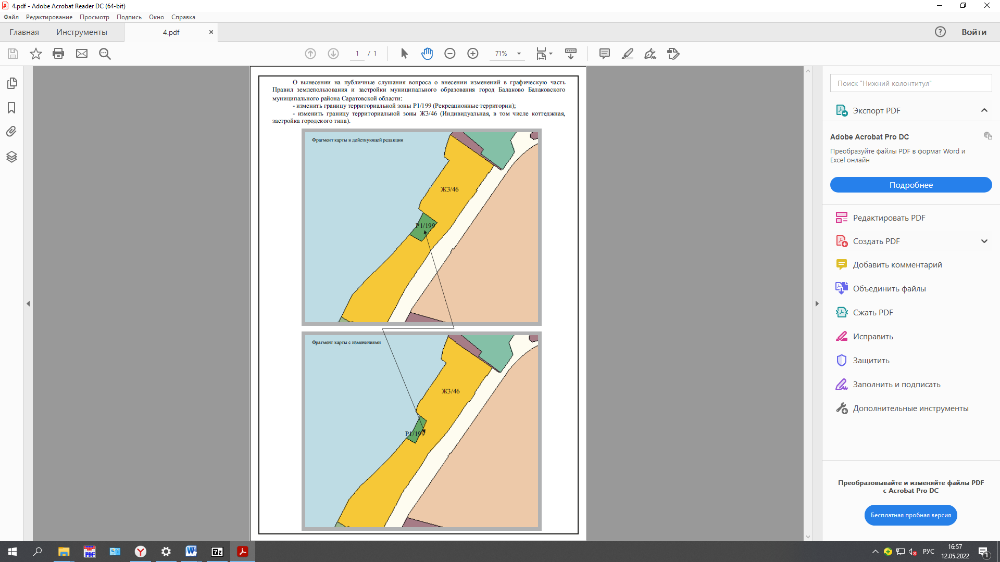 4.pdf - Adobe Acrobat Reader DC (64-bit)
Файл Редактирование Просмотр Подпись Окно Справка
Главная Инструменты 4.pdf Войти
1 / 1 71%
О вынесении на публичные слушания вопроса о внесении изменений в графическую часть
Правил землепользования и застройки муниципального образования город Балаково Балаковского
муниципального района Саратовской области:
- изменить границу территориальной зоны Р1/199 (Рекреационные территории);
- изменить границу территориальной зоны Ж3/46 (Индивидуальная, в том числе коттеджная,
застройка городского типа).
Фрагмент карты в действующей редакции
Ж3/46
Р1/199
Фрагмент карты с изменениями
Ж3/46
Р1/199
Поиск "Нижний колонтитул"
Экспорт PDF
Adobe Acrobat Pro DC
Преобразуйте файлы PDF в формат Word и
Excel онлайн
Подробнее
Редактировать PDF
Создать PDF
Добавить комментарий
Объединить файлы
Сжать PDF
Исправить
Защитить
Заполнить и подписать
Дополнительные инструменты
Преобразовывайте и изменяйте файлы PDF
с Acrobat Pro DC
Бесплатная пробная версия
PDF
7z
РУС
16:57
12.05.2022
1